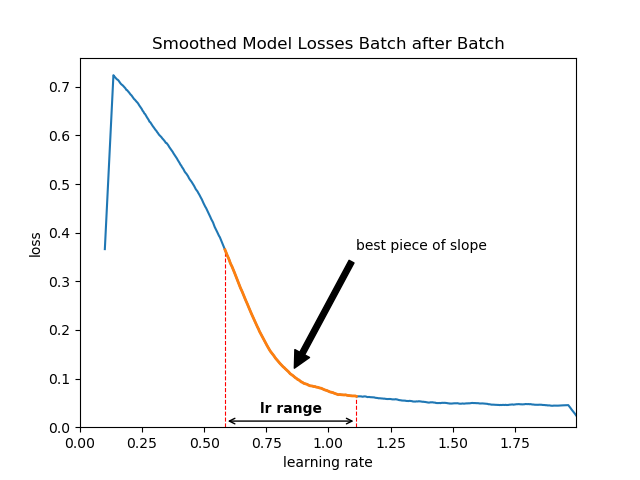 Smoothed Model Losses Batch after Batch
0.7
0.6
0.5
0.4
0.3
0.2
0.1
0.0
loss
best piece of slope
lr range
0.00 0.25 0.50 0.75 1.00 1.25 1.50 1.75
learning rate